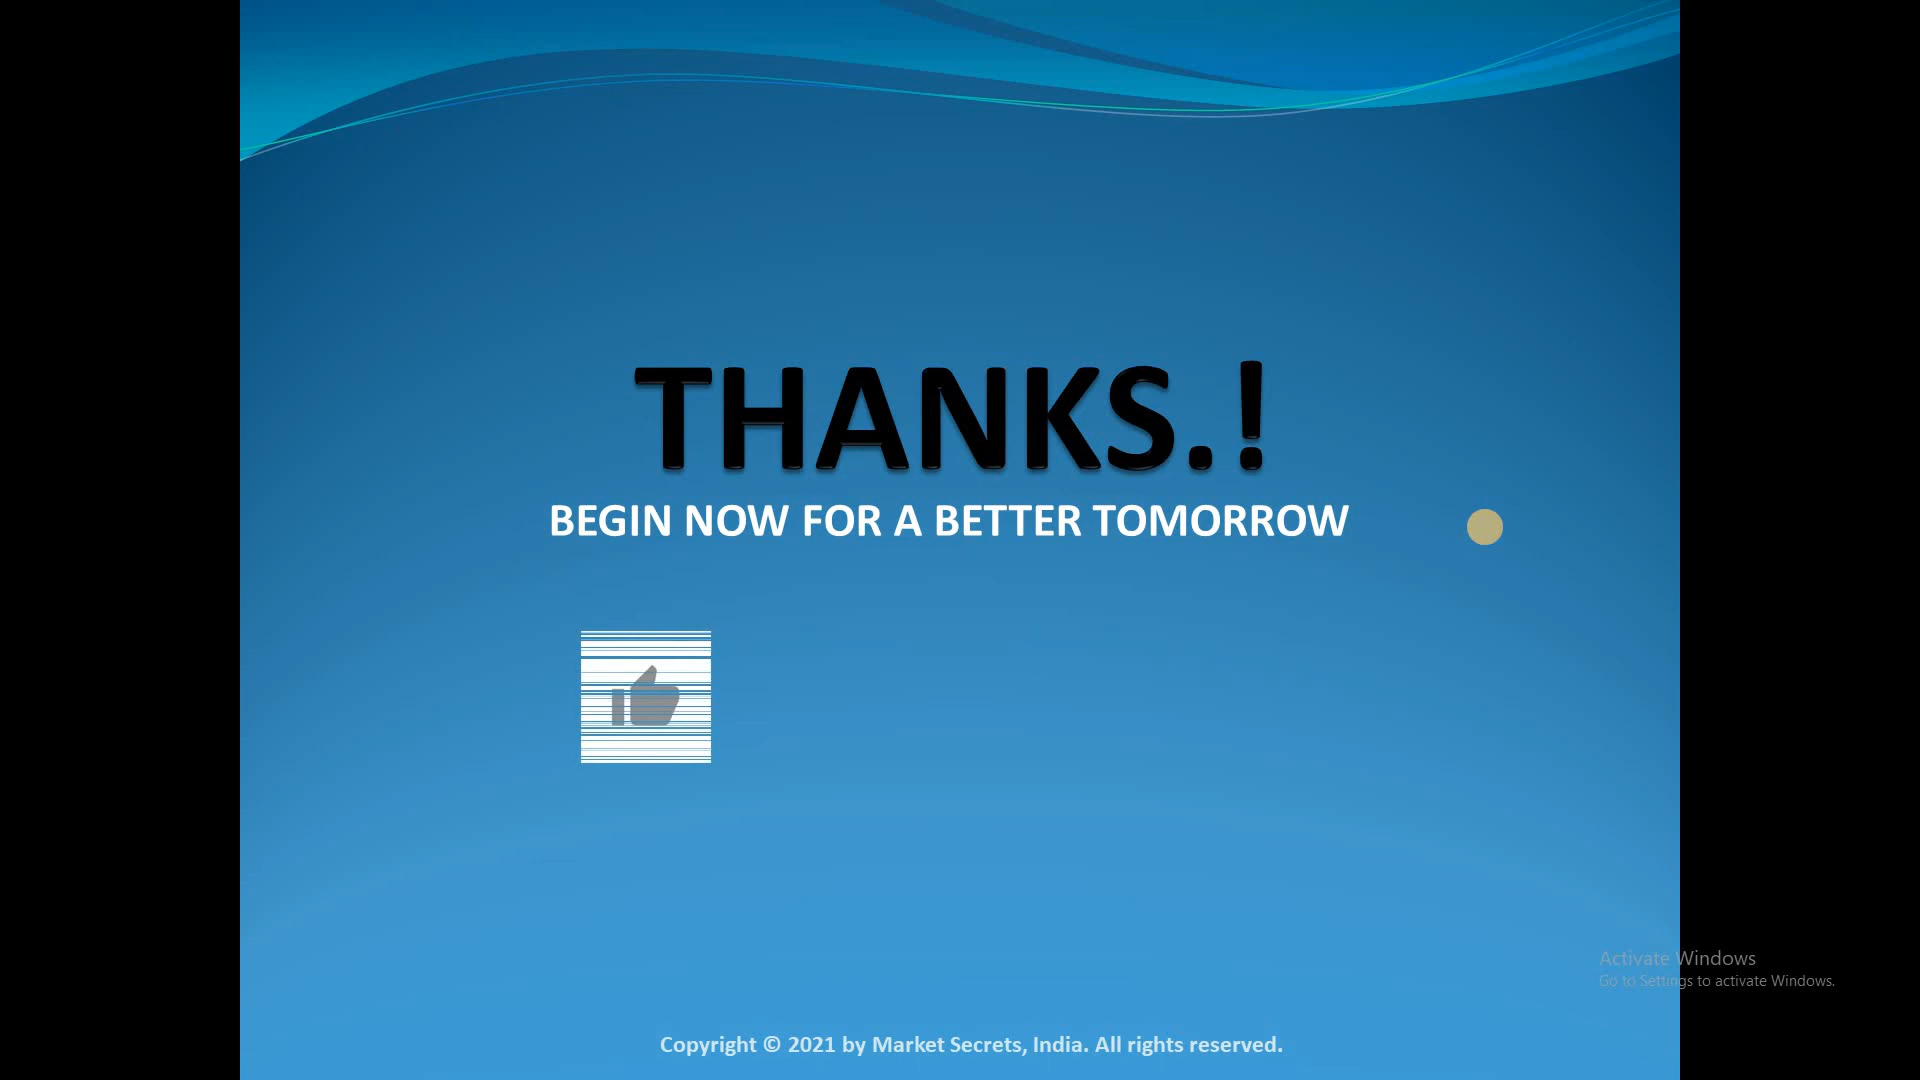 THANKS.!
BEGIN NOW FOR A BETTER TOMORROW
Activate Windows
Go to Settings to activate Windows.
Copyright © 2021 by Market Secrets, India. All rights reserved.